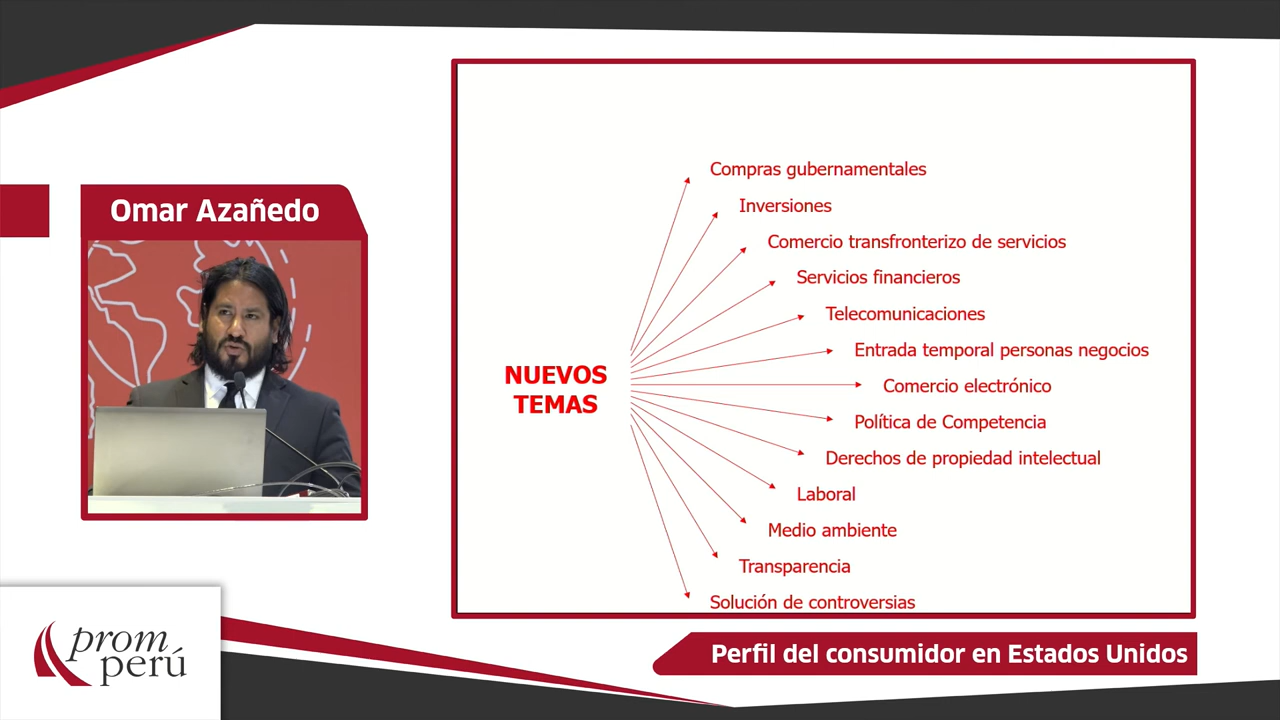 Omar Azañedo
Compras gubernamentales
Inversiones
Comercio transfronterizo de servicios
Servicios financieros
Telecomunicaciones
Entrada temporal personas negocios
NUEVOS
TEMAS
Comercio electrónico
Política de Competencia
Derechos de propiedad intelectual
Laboral
Medio ambiente
Transparencia
Solución de controversias
prom
perú
Perfil del consumidor en Estados Unidos